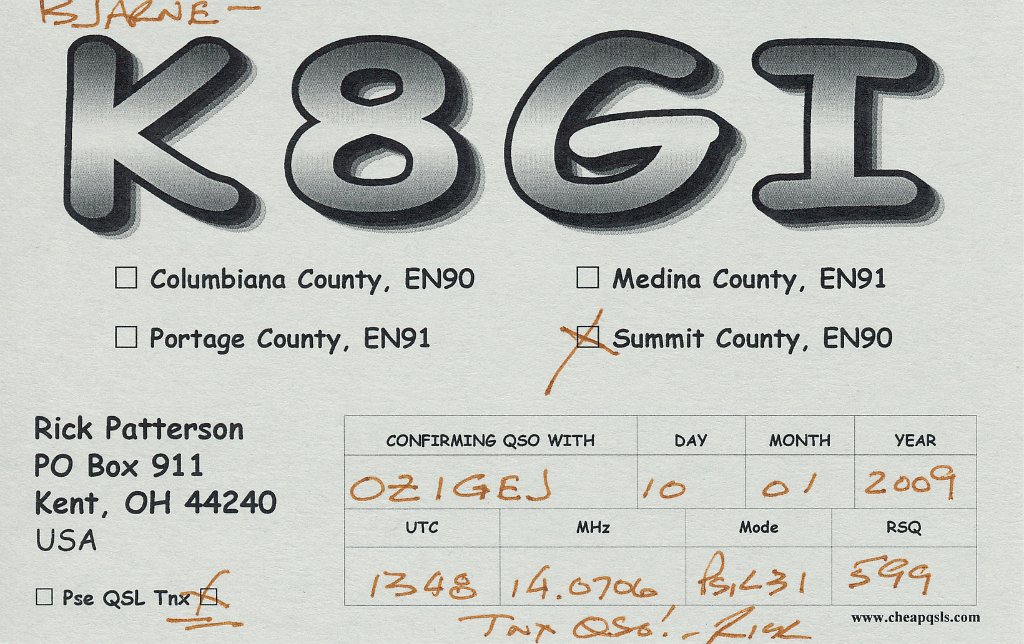 BJARNE-
K8GI
Columbiana County, EN90
Medina County, EN91
Portage County, EN91
Summit County, EN90
Rick Patterson
PO Box 911
Kent, OH 44240
USA
Pse QSL Tnx
CONFIRMING QSO WITH DAY MONTH YEAR
OZ1GEJ 10 01 2009
UTC MHz Mode RSQ
1348 14.0706 PSK31 599
www.cheapqsls.com
Tnx QSO! - Rick